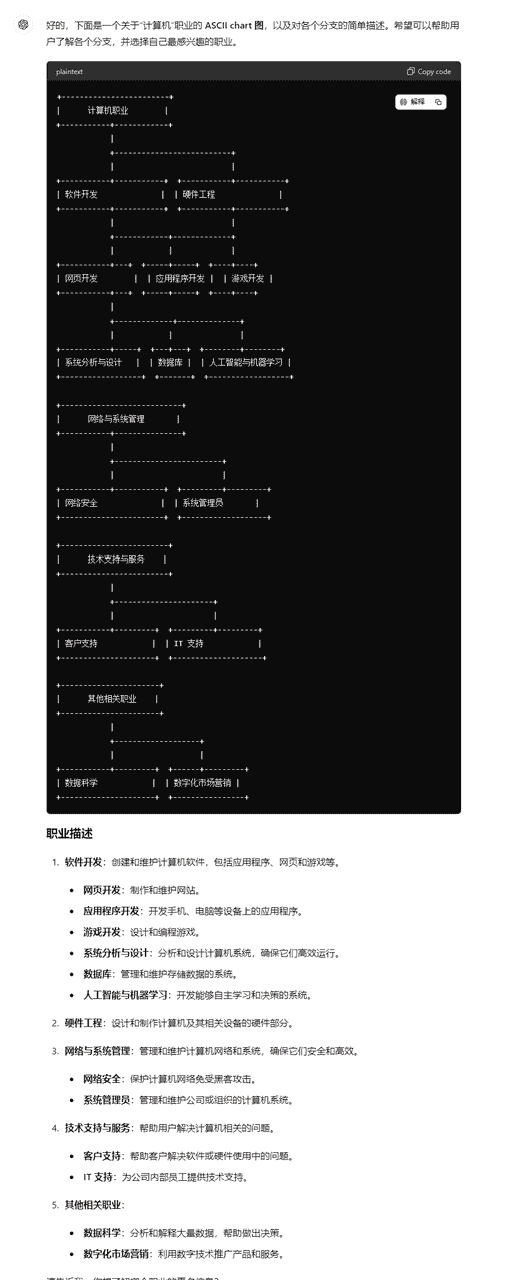 好的，下面是一个关于“计算机”职业的 ASCII chart 图，以及对各个分支的简单描述。希望可以帮助用
户了解各个分支，并选择自己最感兴趣的职业。
plaintext Copy code
解释
计算机职业
软件开发 硬件工程
网页开发 应用程序开发 游戏开发
系统分析与设计 数据库 人工智能与机器学习
网络与系统管理
网络安全 系统管理员
技术支持与服务
客户支持 IT 支持
其他相关职业
数据科学 数字化市场营销
职业描述
1. 软件开发：创建和维护计算机软件，包括应用程序、网页和游戏等。
• 网页开发：制作和维护网站。
• 应用程序开发：开发手机、电脑等设备上的应用程序。
• 游戏开发：设计和编程游戏。
• 系统分析与设计：分析和设计计算机系统，确保它们高效运行。
• 数据库：管理和维护存储数据的系统。
• 人工智能与机器学习：开发能够自主学习和决策的系统。
2. 硬件工程：设计和制作计算机及其相关设备的硬件部分。
3. 网络与系统管理：管理和维护计算机网络和系统，确保它们安全和高效。
• 网络安全：保护计算机网络免受黑客攻击。
• 系统管理员：管理和维护公司或组织的计算机系统。
4. 技术支持与服务：帮助用户解决计算机相关的问题。
• 客户支持：帮助客户解决软件或硬件使用中的问题。
• IT 支持：为公司内部员工提供技术支持。
5. 其他相关职业：
• 数据科学：分析和解释大量数据，帮助做出决策。
• 数字化市场营销：利用数字技术推广产品和服务。